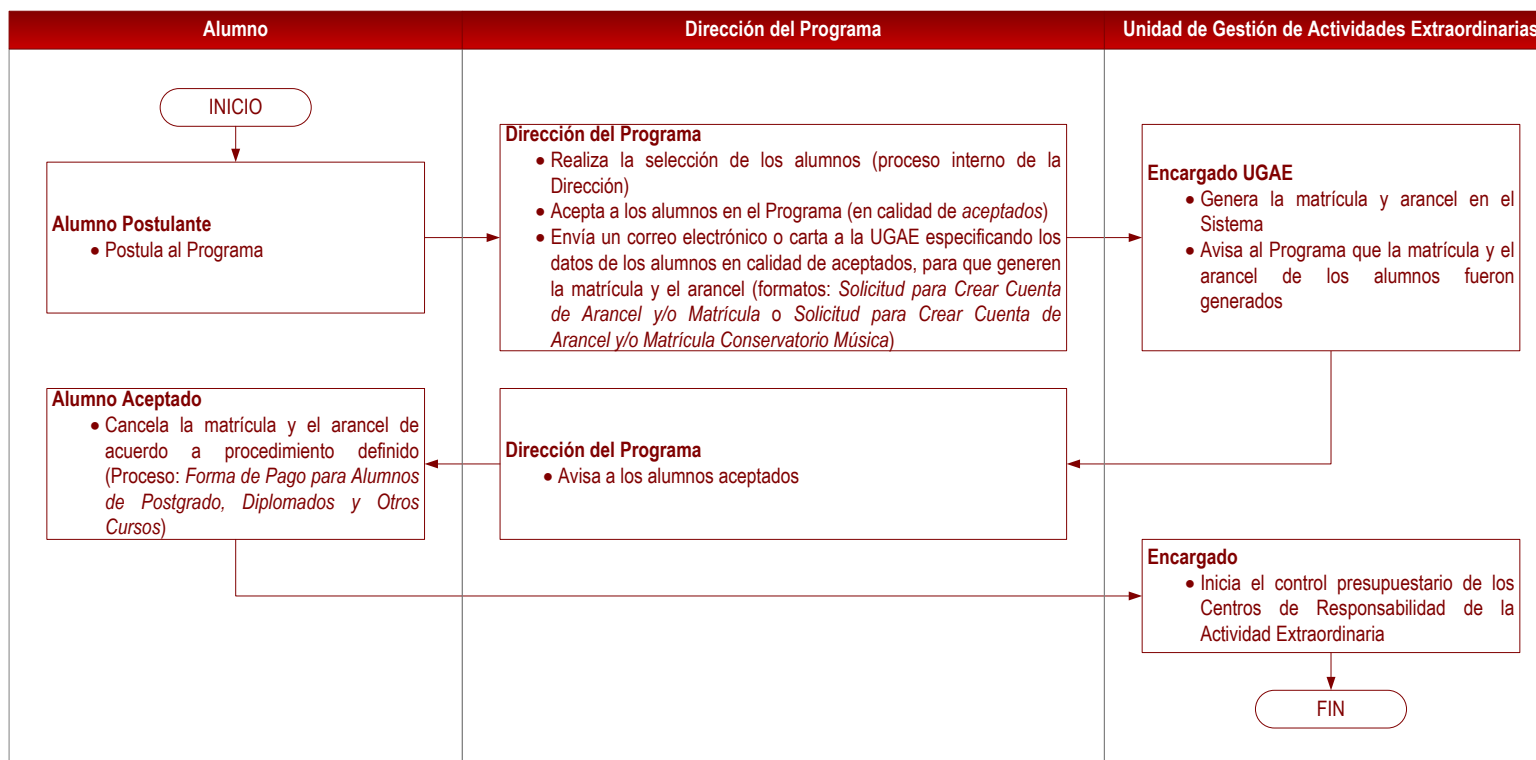 Alumno
Dirección del Programa
Unidad de Gestión de Actividades Extraordinarias
INICIO
Alumno Postulante
• Postula al Programa
Dirección del Programa
• Realiza la selección de los alumnos (proceso interno de la
Dirección)
• Acepta a los alumnos en el Programa (en calidad de aceptados)
• Envía un correo electrónico o carta a la UGAE especificando los
datos de los alumnos en calidad de aceptados, para que generen
la matrícula y el arancel (formatos: Solicitud para Crear Cuenta
de Arancel y/o Matrícula o Solicitud para Crear Cuenta de
Arancel y/o Matrícula Conservatorio Música)
Encargado UGAE
• Genera la matrícula y arancel en el
Sistema
• Avisa al Programa que la matrícula y el
arancel de los alumnos fueron
generados
Dirección del Programa
• Avisa a los alumnos aceptados
Alumno Aceptado
• Cancela la matrícula y el arancel de
acuerdo a procedimiento definido
(Proceso: Forma de Pago para Alumnos
de Postgrado, Diplomados y Otros
Cursos)
Encargado
• Inicia el control presupuestario de los
Centros de Responsabilidad de la
Actividad Extraordinaria
FIN